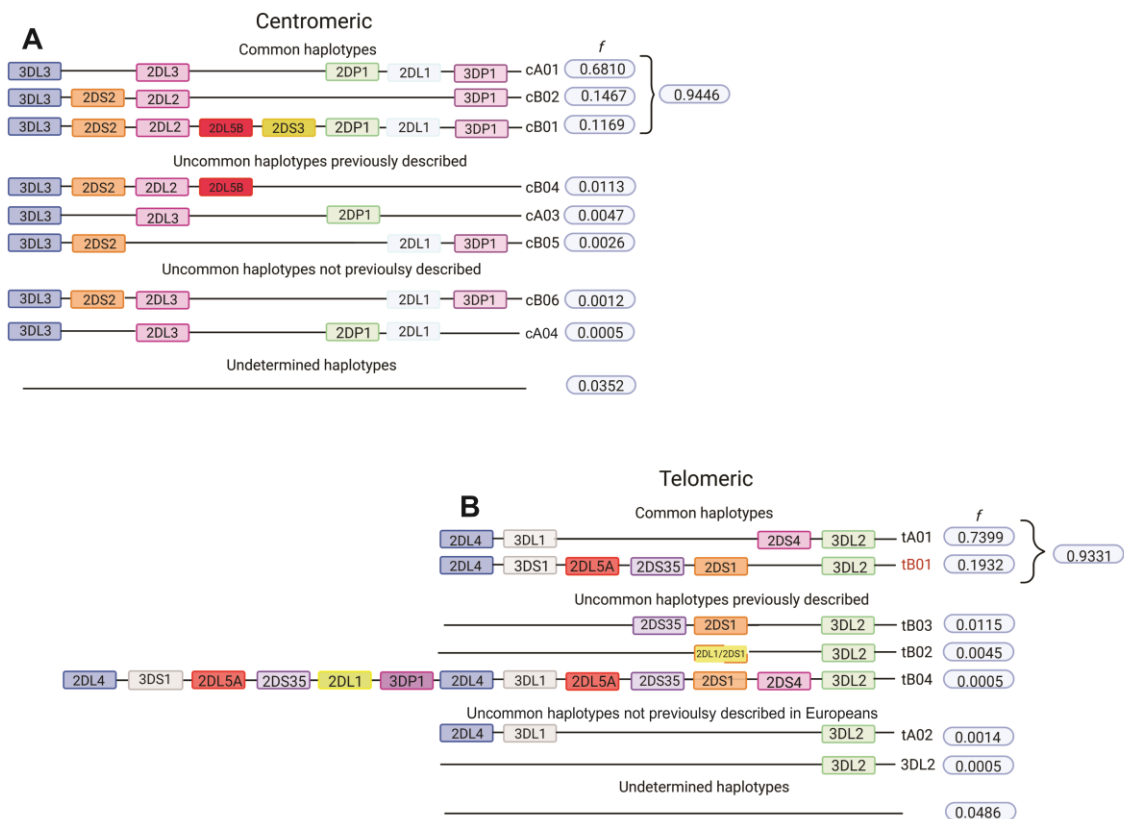 Centromeric
A
Common haplotypes
f
3DL3 2DL3 2DP1 2DL1 3DP1 cA01 0.6810
3DL3 2DS2 2DL2 3DP1 cB02 0.1467 0.9446
3DL3 2DS2 2DL2 2DL5B 2DS3 2DP1 2DL1 3DP1 cB01 0.1169
Uncommon haplotypes previously described
3DL3 2DS2 2DL2 2DL5B cB04 0.0113
3DL3 2DL3 2DP1 cA03 0.0047
3DL3 2DS2 2DL1 3DP1 cB05 0.0026
Uncommon haplotypes not previoulsy described
3DL3 2DS2 2DL3 2DL1 3DP1 cB06 0.0012
3DL3 2DL3 2DP1 2DL1 cA04 0.0005
Undetermined haplotypes
0.0352
Telomeric
B
Common haplotypes
f
2DL4 3DL1 2DS4 3DL2 tA01 0.7399
0.9331
2DL4 3DS1 2DL5A 2DS35 2DS1 3DL2 tB01 0.1932
Uncommon haplotypes previously described
2DS35 2DS1 3DL2 tB03 0.0115
2DL1/2DS1 3DL2 tB02 0.0045
2DL4 3DS1 2DL5A 2DS35 2DL1 3DP1 2DL4 3DL1 2DL5A 2DS35 2DS1 2DS4 3DL2 tB04 0.0005
Uncommon haplotypes not previoulsy described in Europeans
2DL4 3DL1 3DL2 tA02 0.0014
3DL2 3DL2 0.0005
Undetermined haplotypes
0.0486